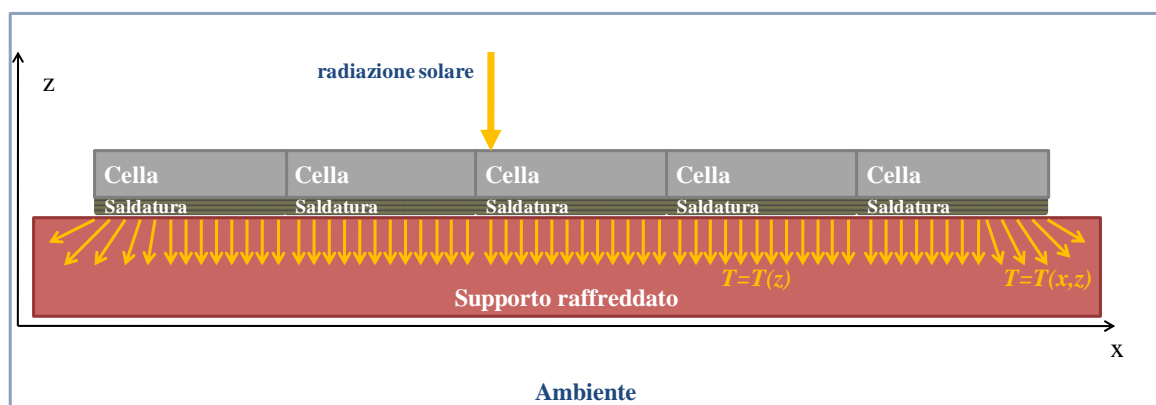 z
radiazione solare
Cella Cella Cella Cella Cella
Saldatura Saldatura Saldatura Saldatura Saldatura
T=T(z) T=T(x,z)
Supporto raffreddato
x
Ambiente